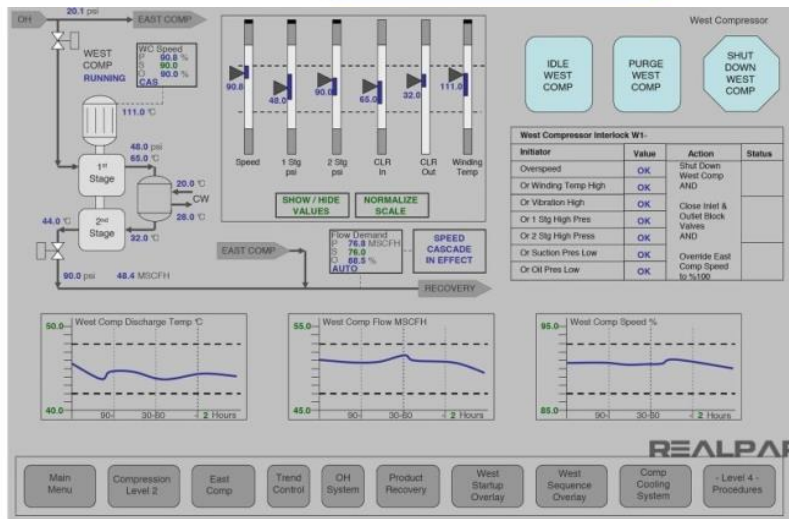 OH
20.1 psi
EAST COMP
West Compressor
WEST
COMP
RUNNING
WC Speed
P 90.8 %
S 90.0
O 90.0 %
CAS
111.0 °C
48.0 psi
65.0 °C
1st
Stage
20.0 °C
CW
28.0 °C
44.0 °C
2nd
Stage
32.0 °C
90.0 psi
48.4 MSCFH
90.8
48.0
90.0
65.0
32.0
111.0
Speed
1 Stg
psi
2 Stg
psi
CLR
In
CLR
Out
Winding
Temp
SHOW / HIDE
VALUES
NORMALIZE
SCALE
EAST COMP
Flow Demand
P 76.8 MSCFH
S 76.0
O 68.5 %
AUTO
SPEED
CASCADE
IN EFFECT
RECOVERY
IDLE
WEST
COMP
PURGE
WEST
COMP
SHUT
DOWN
WEST
COMP
West Compressor Interlock W1-
Initiator Value Action Status
Overspeed OK
Or Winding Temp High OK
Or Vibration High OK
Or 1 Stg High Pres OK
Or 2 Stg High Press OK
Or Suction Pres Low OK
Or Oil Pres Low OK
Shut Down
West Comp
AND
Close Inlet &
Outlet Block
Valves
AND
Override East
Comp Speed
to %100
50.0
West Comp Discharge Temp °C
40.0
90- 30-60 - 2 Hours
55.0
West Comp Flow MSCFH
45.0
90- 30-60 - 2 Hours
95.0
West Comp Speed %
85.0
90- 30-60 - 2 Hours
REALPAR
Main
Menu
Compression
Level 2
East
Comp
Trend
Control
OH
System
Product
Recovery
West
Startup
Overlay
West
Sequence
Overlay
Comp
Cooling
System
- Level 4 -
Procedures